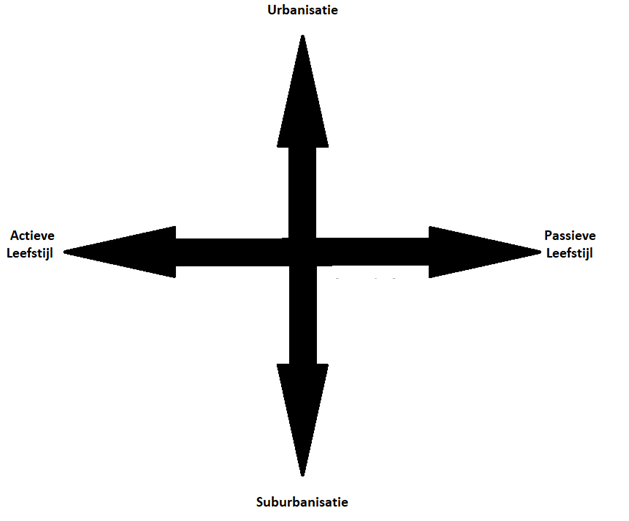 Urbanisatie
Actieve
Leefstijl
Passieve
Leefstijl
Suburbanisatie